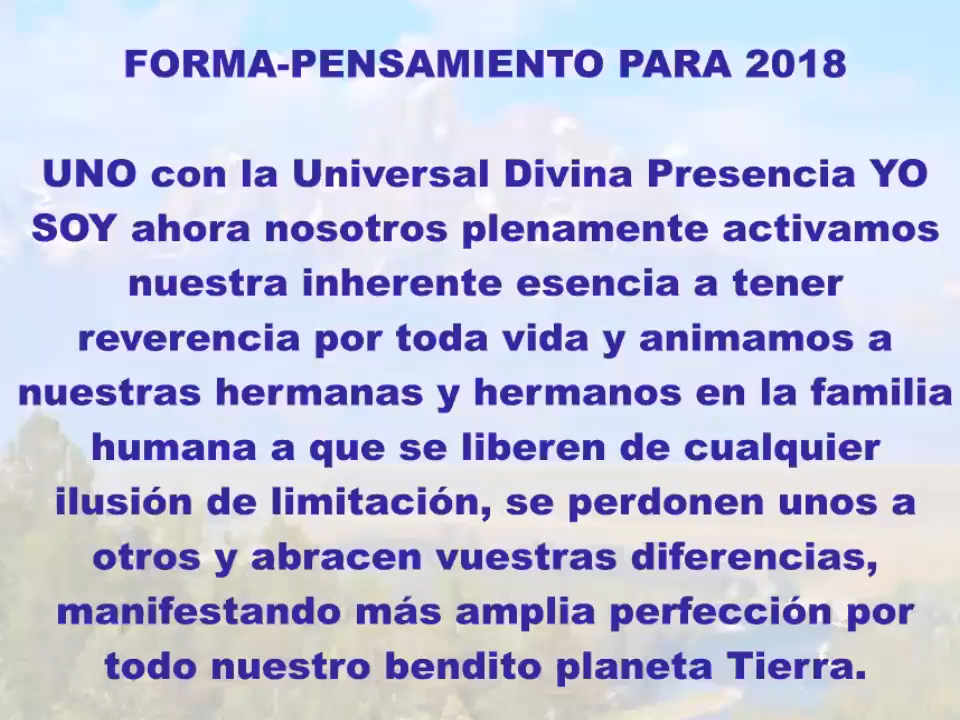 FORMA-PENSAMIENTO PARA 2018
UNO con la Universal Divina Presencia YO
SOY ahora nosotros plenamente activamos
nuestra inherente esencia a tener
reverencia por toda vida y animamos a
nuestras hermanas y hermanos en la familia
humana a que se liberen de cualquier
ilusión de limitación, se perdonen unos a
otros y abracen vuestras diferencias,
manifestando más amplia perfección por
todo nuestro bendito planeta Tierra.